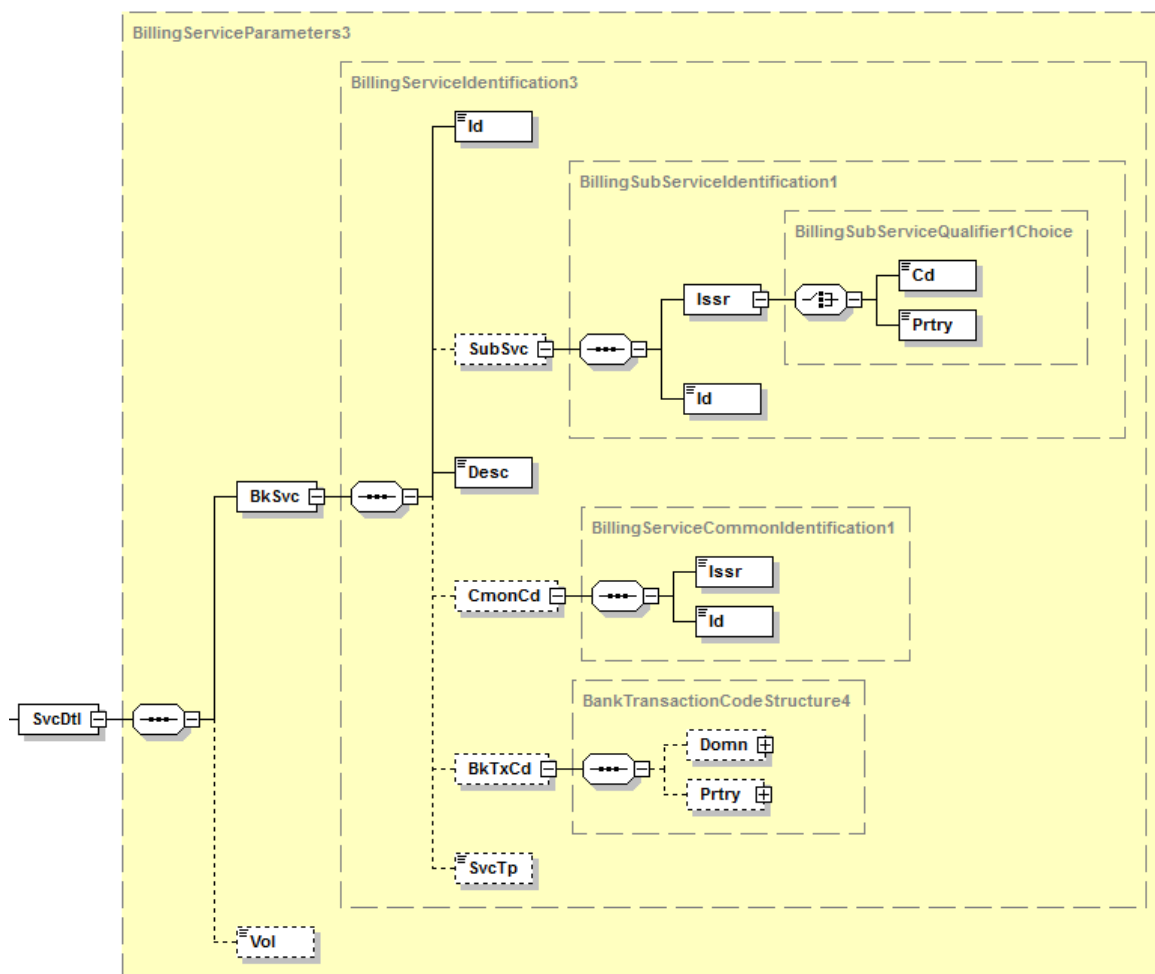 BillingServiceParameters3
BillingServiceIdentification3
Id
BillingSubServiceIdentification1
BillingSubServiceQualifier1Choice
Cd
Issr
Prtry
SubSvc
Id
Desc
BkSvc
BillingServiceCommonIdentification1
Issr
CmonCd
Id
BankTransactionCodeStructure4
SvcDtl
Domn
BkTxCd
Prtry
SvcTp
Vol